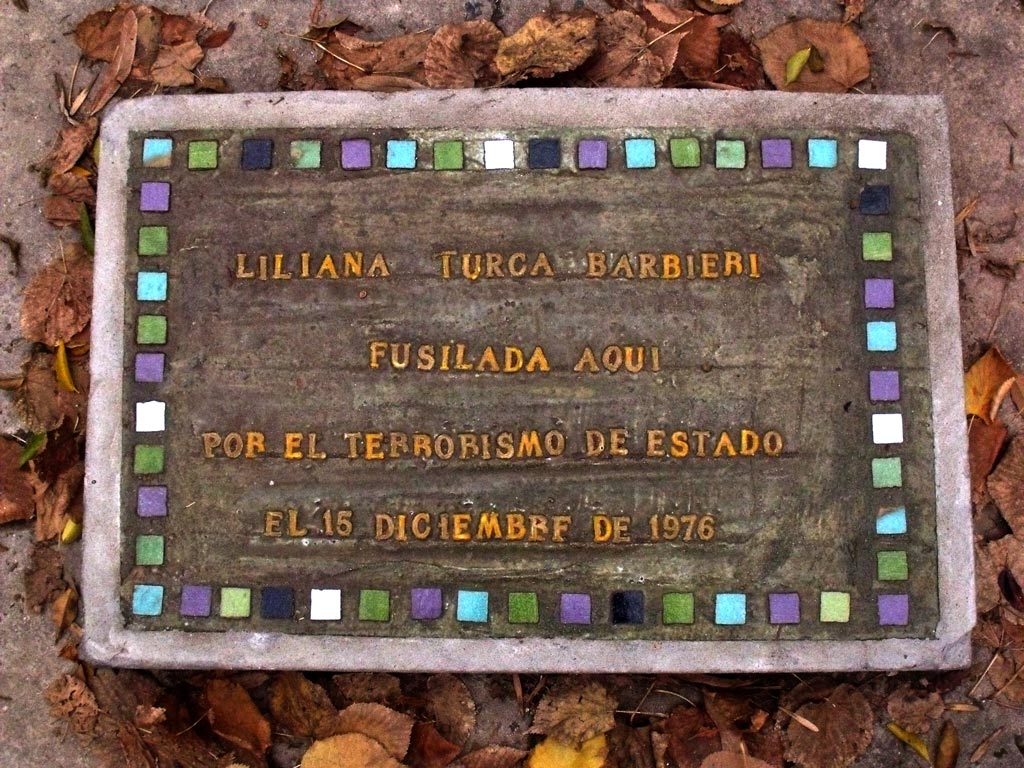 LILIANA TURCA BARBIERI
FUSILADA AQUI
POR EL TERRORISMO DE ESTADO
EL 15 DICIEMBRE DE 1976